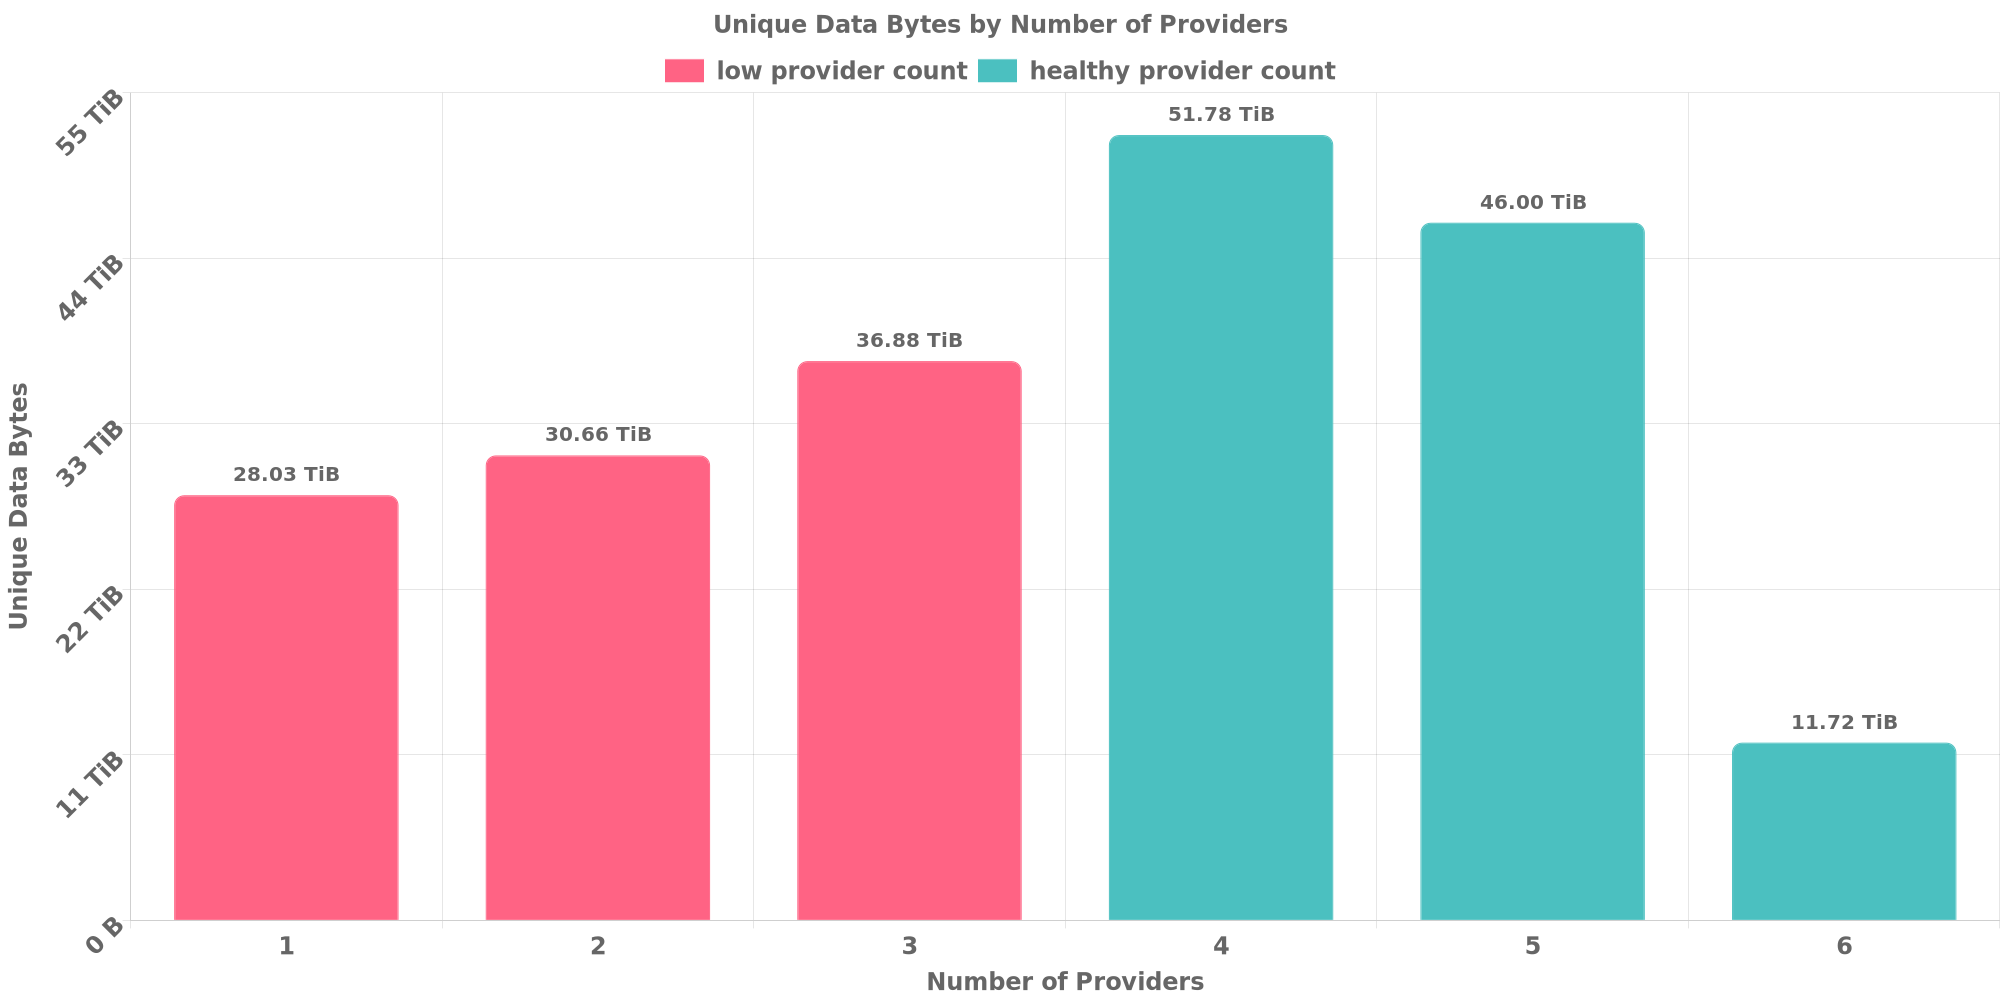 Unique Data Bytes by Number of Providers
low provider count
healthy provider count
55 TiB
44 TiB
33 TiB
22 TiB
11 TiB
0 B
Unique Data Bytes
28.03 TiB
30.66 TiB
36.88 TiB
51.78 TiB
46.00 TiB
11.72 TiB
1
2
3
4
5
6
Number of Providers